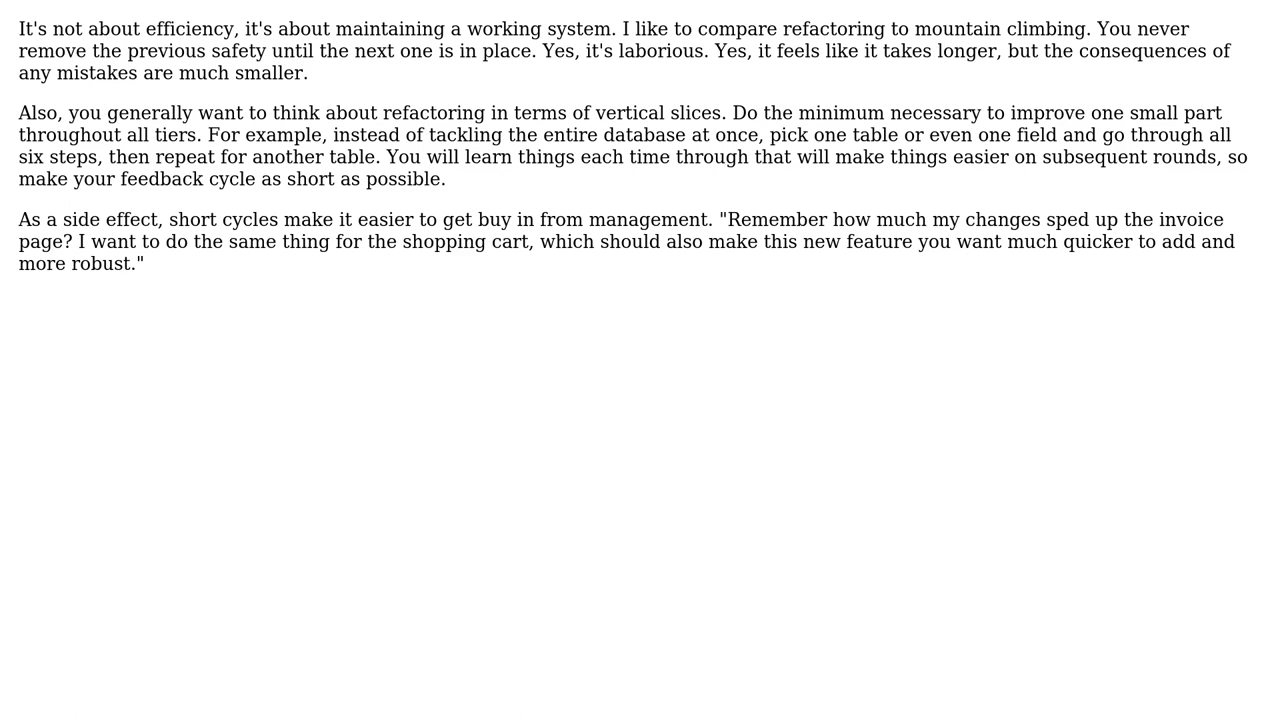 It's not about efficiency, it's about maintaining a working system. I like to compare refactoring to mountain climbing. You never
remove the previous safety until the next one is in place. Yes, it's laborious. Yes, it feels like it takes longer, but the consequences of
any mistakes are much smaller.
Also, you generally want to think about refactoring in terms of vertical slices. Do the minimum necessary to improve one small part
throughout all tiers. For example, instead of tackling the entire database at once, pick one table or even one field and go through all
six steps, then repeat for another table. You will learn things each time through that will make things easier on subsequent rounds, so
make your feedback cycle as short as possible.
As a side effect, short cycles make it easier to get buy in from management. "Remember how much my changes sped up the invoice
page? I want to do the same thing for the shopping cart, which should also make this new feature you want much quicker to add and
more robust."